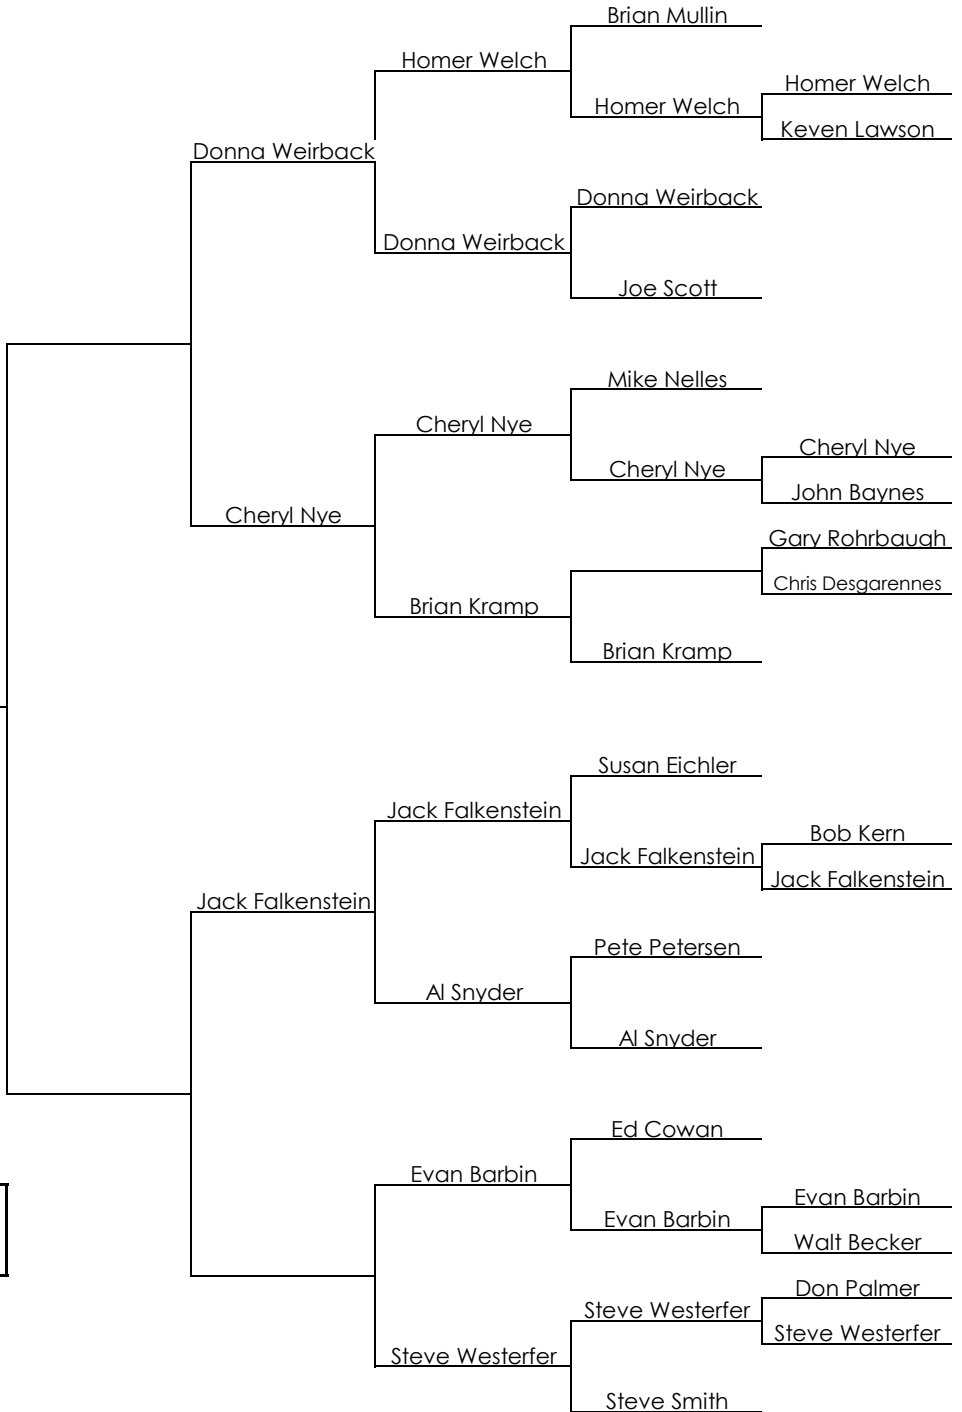 Brian Mullin
Homer Welch
Homer Welch
Homer Welch
Keven Lawson
Donna Weirback
Donna Weirback
Donna Weirback
Joe Scott
Mike Nelles
Cheryl Nye
Cheryl Nye
Cheryl Nye
John Baynes
Cheryl Nye
Gary Rohrbaugh
Chris Desgarennes
Brian Kramp
Brian Kramp
Susan Eichler
Jack Falkenstein
Bob Kern
Jack Falkenstein
Jack Falkenstein
Jack Falkenstein
Pete Petersen
Al Snyder
Al Snyder
Ed Cowan
Evan Barbin
Evan Barbin
Evan Barbin
Walt Becker
Don Palmer
Steve Westerfer
Steve Westerfer
Steve Westerfer
Steve Smith